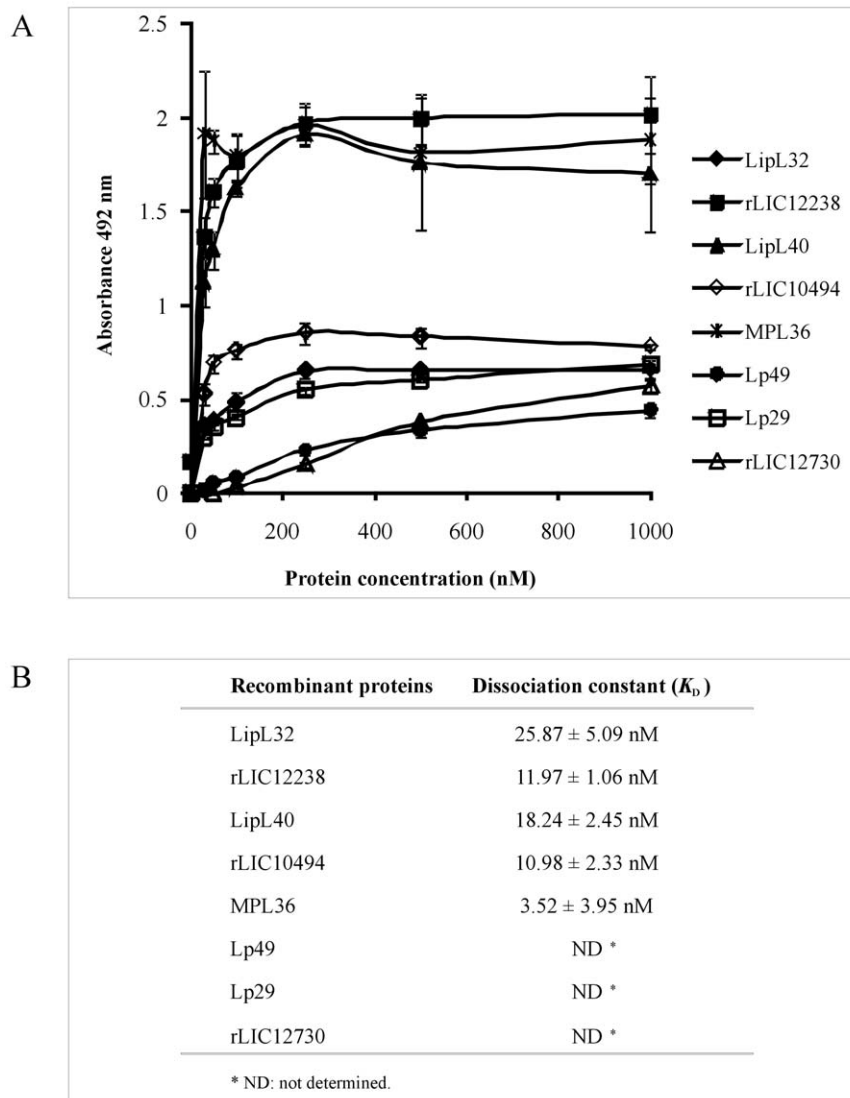 A
2.5
2
1.5
1
0.5
0
0 200 400 600 800 1000
Absorbance 492 nm
Protein concentration (nM)
LipL32
rLIC12238
LipL40
rLIC10494
MPL36
Lp49
Lp29
rLIC12730
B
Recombinant proteins Dissociation constant (K_D)
LipL32 25.87 ± 5.09 nM
rLIC12238 11.97 ± 1.06 nM
LipL40 18.24 ± 2.45 nM
rLIC10494 10.98 ± 2.33 nM
MPL36 3.52 ± 3.95 nM
Lp49 ND *
Lp29 ND *
rLIC12730 ND *
* ND: not determined.